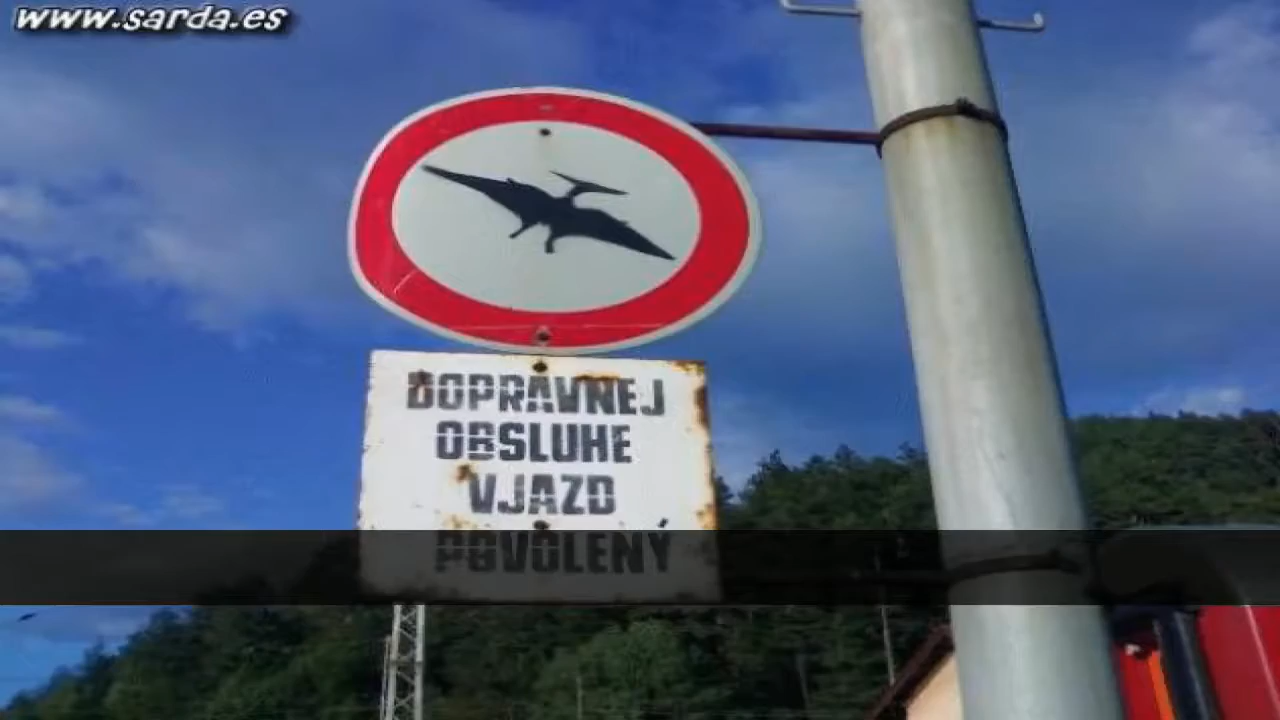 www.sarda.es
DOPRAVNEJ
OBSLUHE
VJAZD
POVOLENÝ